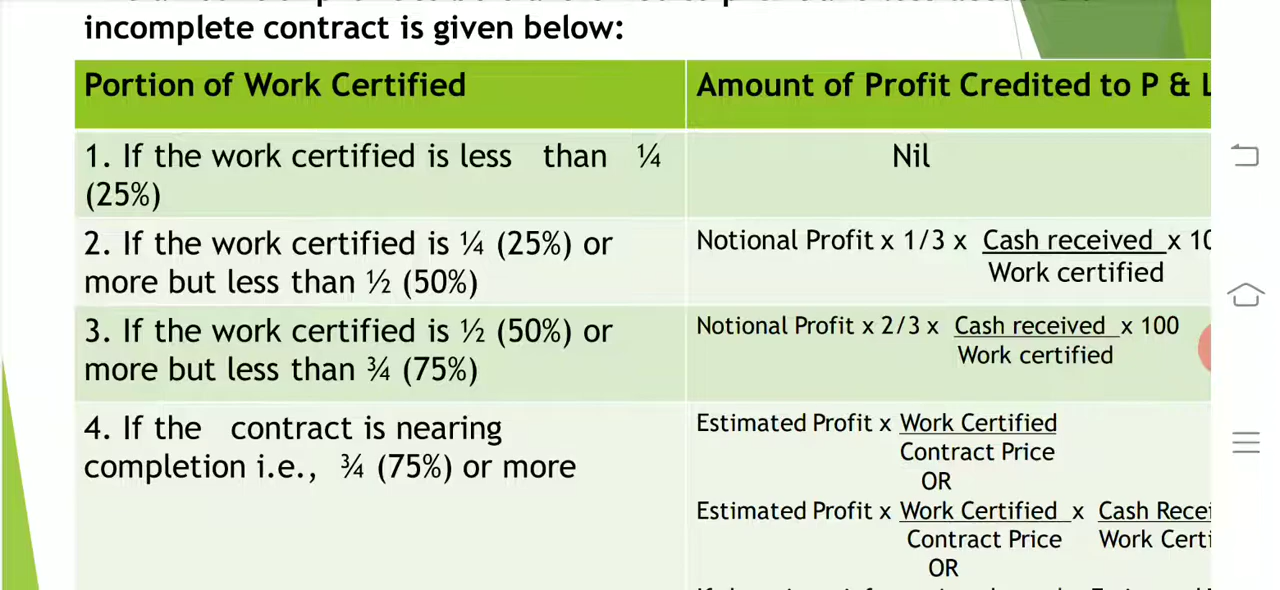 incomplete contract is given below:
Portion of Work Certified
Amount of Profit Credited to P & L
1. If the work certified is less than ¼
(25%)
Nil
2. If the work certified is ¼ (25%) or
more but less than ½ (50%)
Notional Profit x 1/3 x Cash received x 10
Work certified
3. If the work certified is ½ (50%) or
more but less than ¾ (75%)
Notional Profit x 2/3 x Cash received x 100
Work certified
4. If the contract is nearing
completion i.e., ¾ (75%) or more
Estimated Profit x Work Certified
Contract Price
OR
Estimated Profit x Work Certified x Cash Recei
Contract Price Work Certi
OR